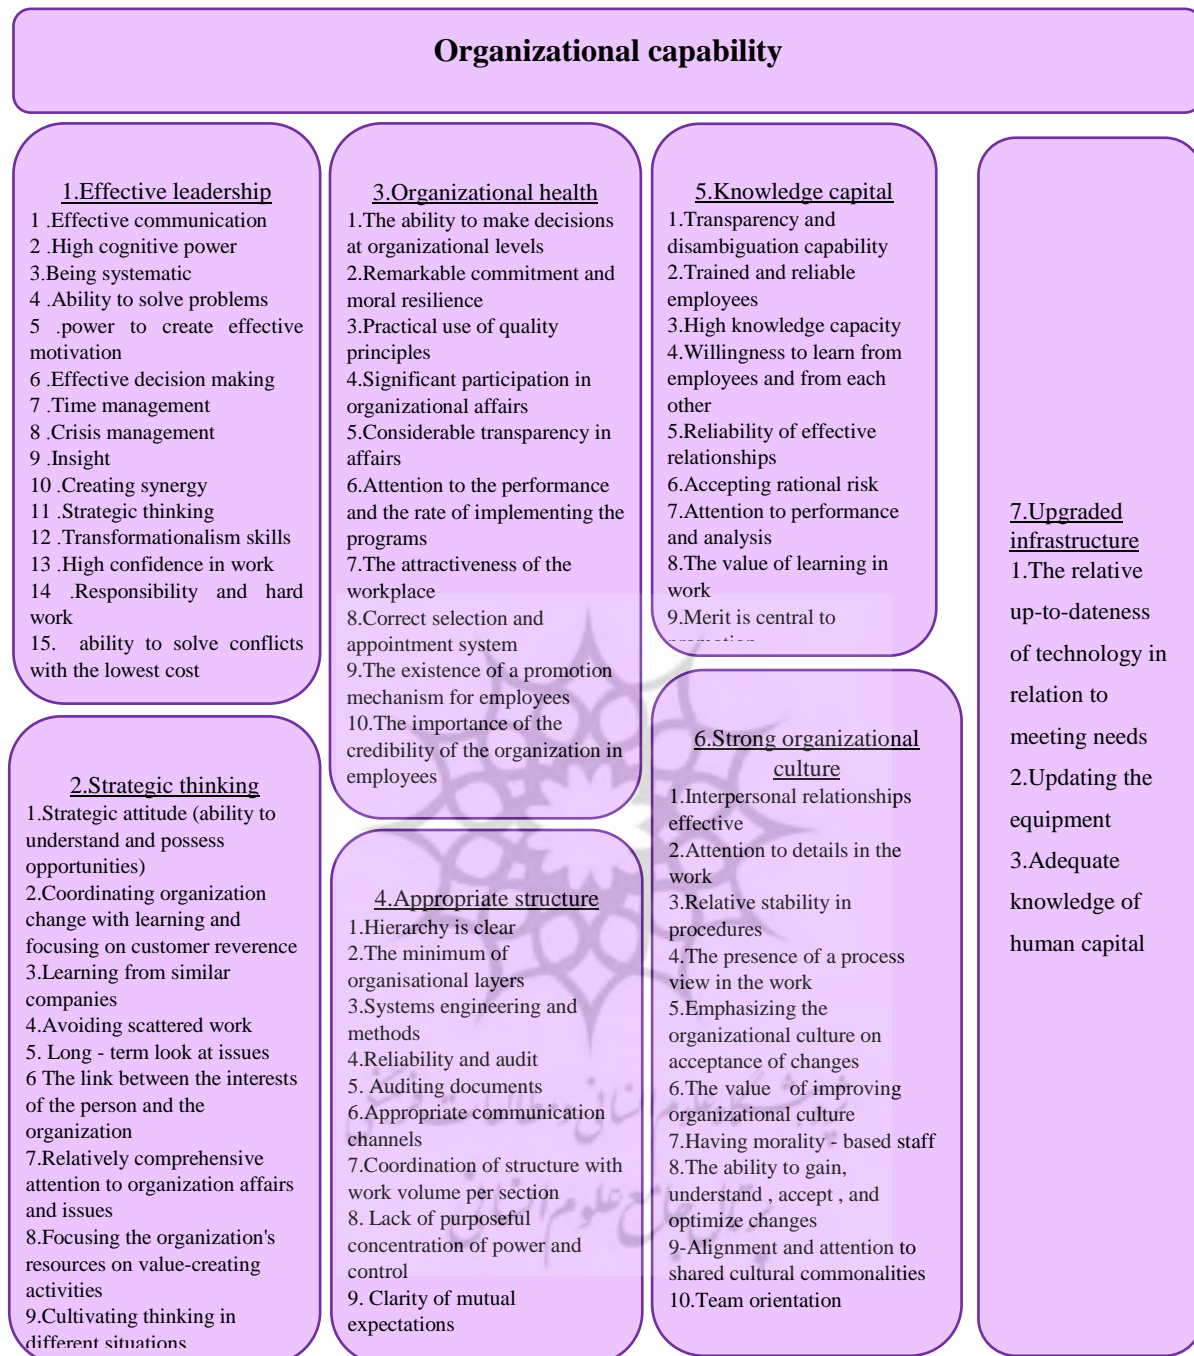 Organizational capability
1.Effective leadership
1 .Effective communication
2 .High cognitive power
3.Being systematic
4 .Ability to solve problems
5 .power to create effective
motivation
6 .Effective decision making
7 .Time management
8 .Crisis management
9 .Insight
10 .Creating synergy
11 .Strategic thinking
12 .Transformationalism skills
13 .High confidence in work
14 .Responsibility and hard
work
15. ability to solve conflicts
with the lowest cost
2.Strategic thinking
1.Strategic attitude (ability to
understand and possess
opportunities)
2.Coordinating organization
change with learning and
focusing on customer reverence
3.Learning from similar
companies
4.Avoiding scattered work
5. Long - term look at issues
6 The link between the interests
of the person and the
organization
7.Relatively comprehensive
attention to organization affairs
and issues
8.Focusing the organization's
resources on value-creating
activities
9.Cultivating thinking in
different situations
3.Organizational health
1.The ability to make decisions
at organizational levels
2.Remarkable commitment and
moral resilience
3.Practical use of quality
principles
4.Significant participation in
organizational affairs
5.Considerable transparency in
affairs
6.Attention to the performance
and the rate of implementing the
programs
7.The attractiveness of the
workplace
8.Correct selection and
appointment system
9.The existence of a promotion
mechanism for employees
10.The importance of the
credibility of the organization in
employees
4.Appropriate structure
1.Hierarchy is clear
2.The minimum of
organisational layers
3.Systems engineering and
methods
4.Reliability and audit
5. Auditing documents
6.Appropriate communication
channels
7.Coordination of structure with
work volume per section
8. Lack of purposeful
concentration of power and
control
9. Clarity of mutual
expectations
5.Knowledge capital
1.Transparency and
disambiguation capability
2.Trained and reliable
employees
3.High knowledge capacity
4.Willingness to learn from
employees and from each
other
5.Reliability of effective
relationships
6.Accepting rational risk
7.Attention to performance
and analysis
8.The value of learning in
work
9.Merit is central to
6.Strong organizational
culture
1.Interpersonal relationships
effective
2.Attention to details in the
work
3.Relative stability in
procedures
4.The presence of a process
view in the work
5.Emphasizing the
organizational culture on
acceptance of changes
6.The value of improving
organizational culture
7.Having morality - based staff
8.The ability to gain,
understand , accept , and
optimize changes
9-Alignment and attention to
shared cultural commonalities
10.Team orientation
7.Upgraded
infrastructure
1.The relative
up-to-dateness
of technology in
relation to
meeting needs
2.Updating the
equipment
3.Adequate
knowledge of
human capital
پژوهشگاه علوم انسانی و مطالعات فرهنگی
پرتال جامع علوم انسانی